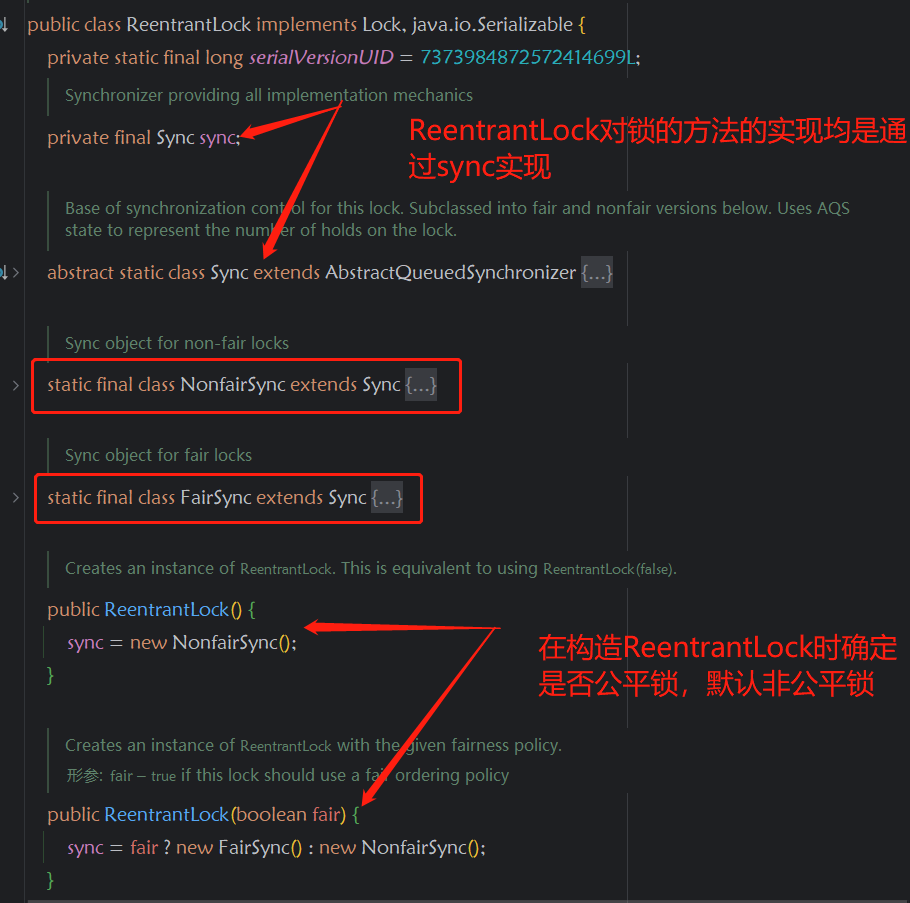 public class ReentrantLock implements Lock, java.io.Serializable {
private static final long serialVersionUID = 7373984872572414699L;
Synchronizer providing all implementation mechanics
private final Sync sync;
ReentrantLock对锁的方法的实现均是通
过sync实现
Base of synchronization control for this lock. Subclassed into fair and nonfair versions below. Uses AQS
state to represent the number of holds on the lock.
abstract static class Sync extends AbstractQueuedSynchronizer {...}
Sync object for non-fair locks
static final class NonfairSync extends Sync {...}
Sync object for fair locks
static final class FairSync extends Sync {...}
Creates an instance of ReentrantLock. This is equivalent to using ReentrantLock(false).
public ReentrantLock() {
sync = new NonfairSync();
}
在构造ReentrantLock时确定
是否公平锁，默认非公平锁
Creates an instance of ReentrantLock with the given fairness policy.
形参: fair – true if this lock should use a fair ordering policy
public ReentrantLock(boolean fair) {
sync = fair ? new FairSync() : new NonfairSync();
}